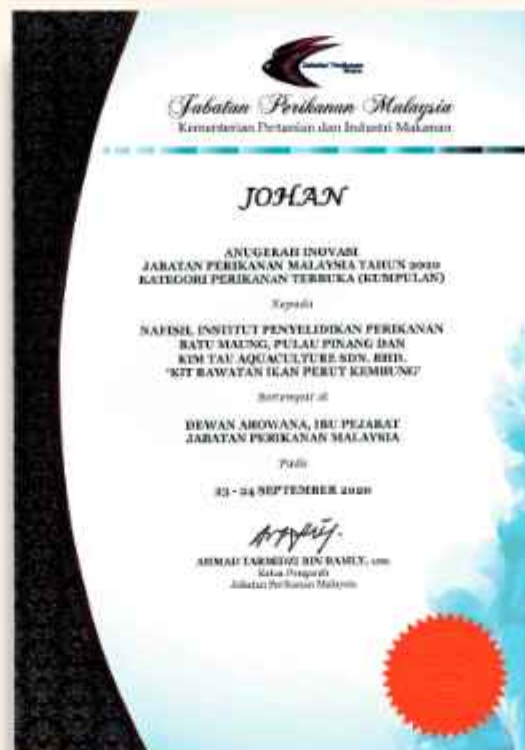 Jabatan Perikanan Malaysia
Kementerian Pertanian dan Industri Makanan
JOHAN
ANUGERAH INOVASI
JABATAN PERIKANAN MALAYSIA TAHUN 2020
KATEGORI PERIKANAN TERBUKA (KUMPULAN)
Kepada
NAFISH, INSTITUT PENYELIDIKAN PERIKANAN
BATU MAUNG, PULAU PINANG DAN
KIM TAU AQUACULTURE SDN. BHD.
'KIT RAWATAN IKAN PERUT KEMBUNG'
Bertempat di
DEWAN AROWANA, IBU PEJABAT
JABATAN PERIKANAN MALAYSIA
Pada
23 - 24 SEPTEMBER 2020
AHMAD TARMIDZI BIN RAMLY,
Ketua Pengarah
Jabatan Perikanan Malaysia